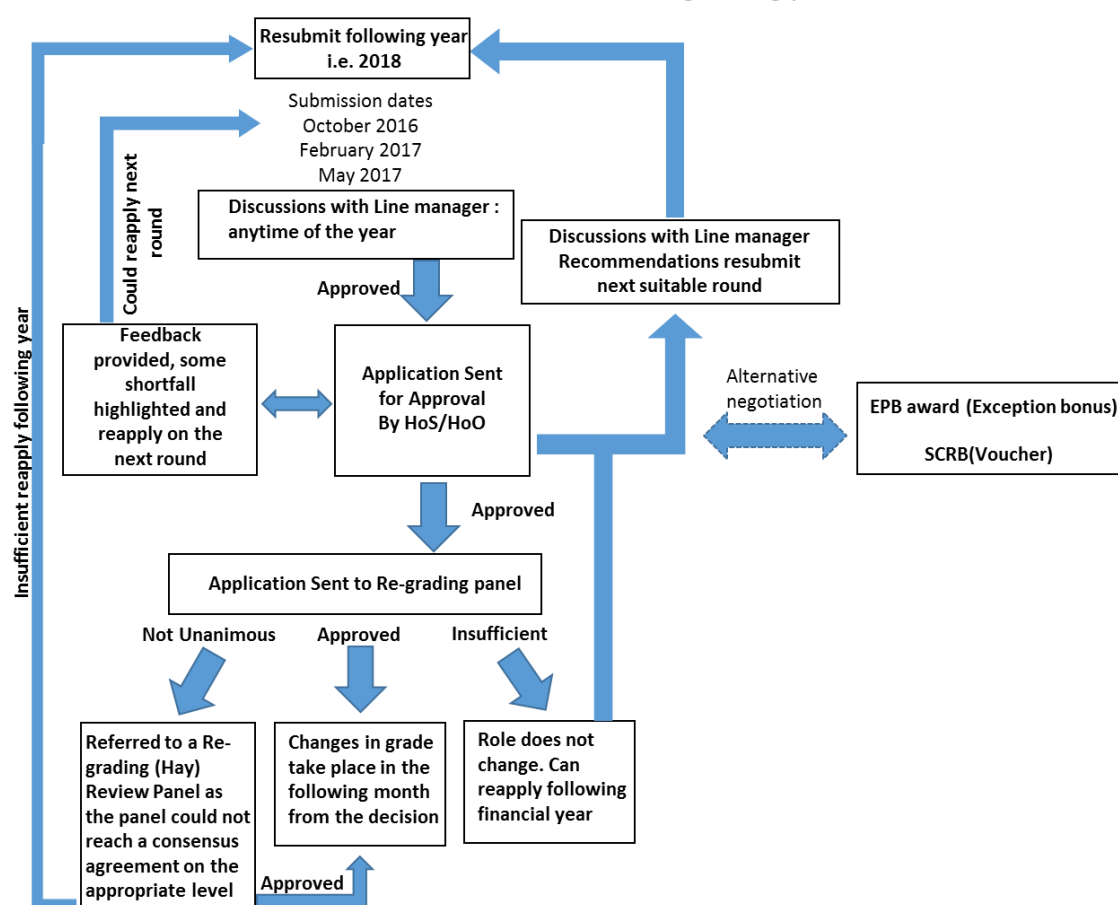 Resubmit following year
i.e. 2018
Submission dates
October 2016
February 2017
May 2017
Could reapply next
round
Discussions with Line manager :
anytime of the year
Discussions with Line manager
Recommendations resubmit
next suitable round
Approved
Insufficient reapply following year
Feedback
provided, some
shortfall
highlighted and
reapply on the
next round
Application Sent
for Approval
By HoS/HoO
Alternative
negotiation
EPB award (Exception bonus)
SCRB(Voucher)
Approved
Application Sent to Re-grading panel
Not Unanimous
Approved
Insufficient
Referred to a Re-
grading (Hay)
Review Panel as
the panel could not
reach a consensus
agreement on the
appropriate level
Changes in grade
take place in the
following month
from the decision
Role does not
change. Can
reapply following
financial year
Approved